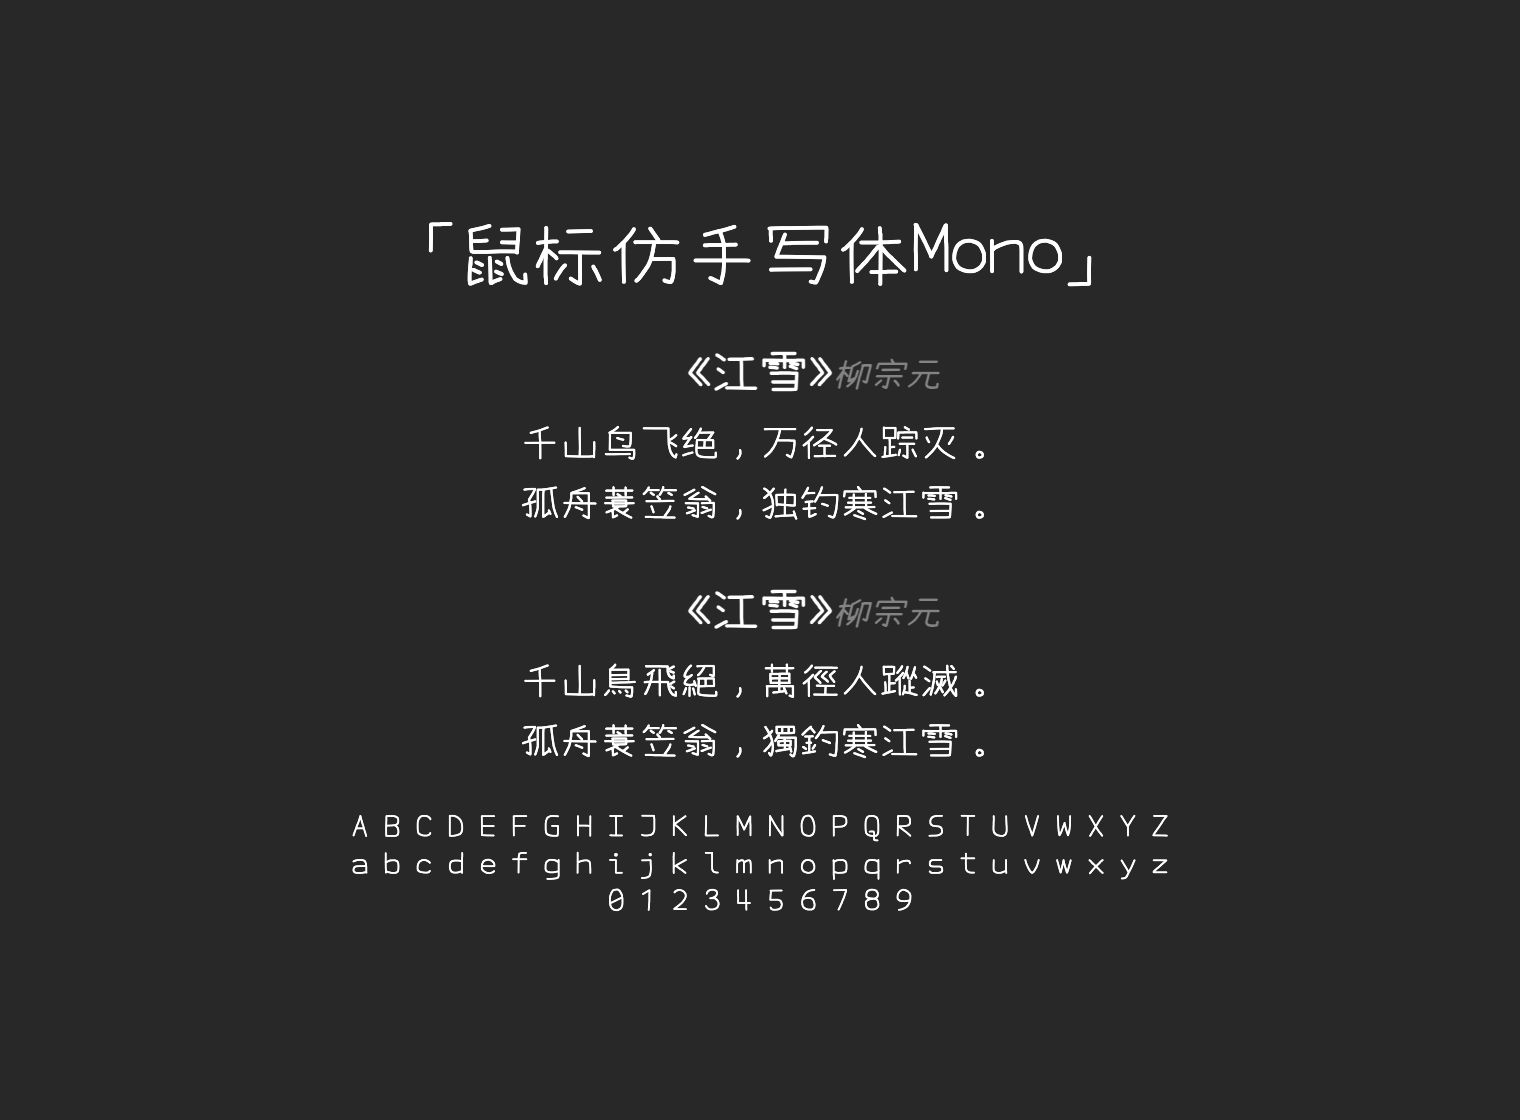 「鼠标仿手写体Mono」
《江雪》柳宗元
千山鸟飞绝，万径人踪灭。
孤舟蓑笠翁，独钓寒江雪。
《江雪》柳宗元
千山鳥飛絕，萬徑人蹤滅。
孤舟蓑笠翁，獨釣寒江雪。
A B C D E F G H I J K L M N O P Q R S T U V W X Y Z
a b c d e f g h i j k l m n o p q r s t u v w x y z
0 1 2 3 4 5 6 7 8 9